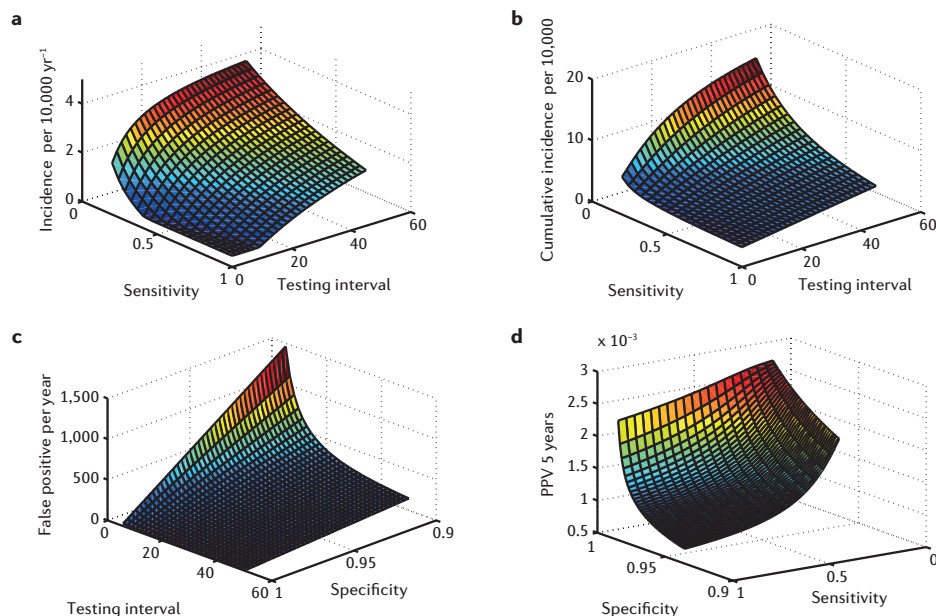 a
Incidence per 10,000 yr⁻¹
4
2
0
0
0.5
1
Sensitivity
0
20
40
60
Testing interval
b
Cumulative incidence per 10,000
20
10
0
0
0.5
1
Sensitivity
0
20
40
60
Testing interval
c
False positive per year
1,500
1,000
500
0
0
20
40
60
Testing interval
1
0.95
0.9
Specificity
d
x 10⁻³
PPV 5 years
3
2.5
2
1.5
1
0.5
1
0.95
0.9
Specificity
1
0.5
0
Sensitivity